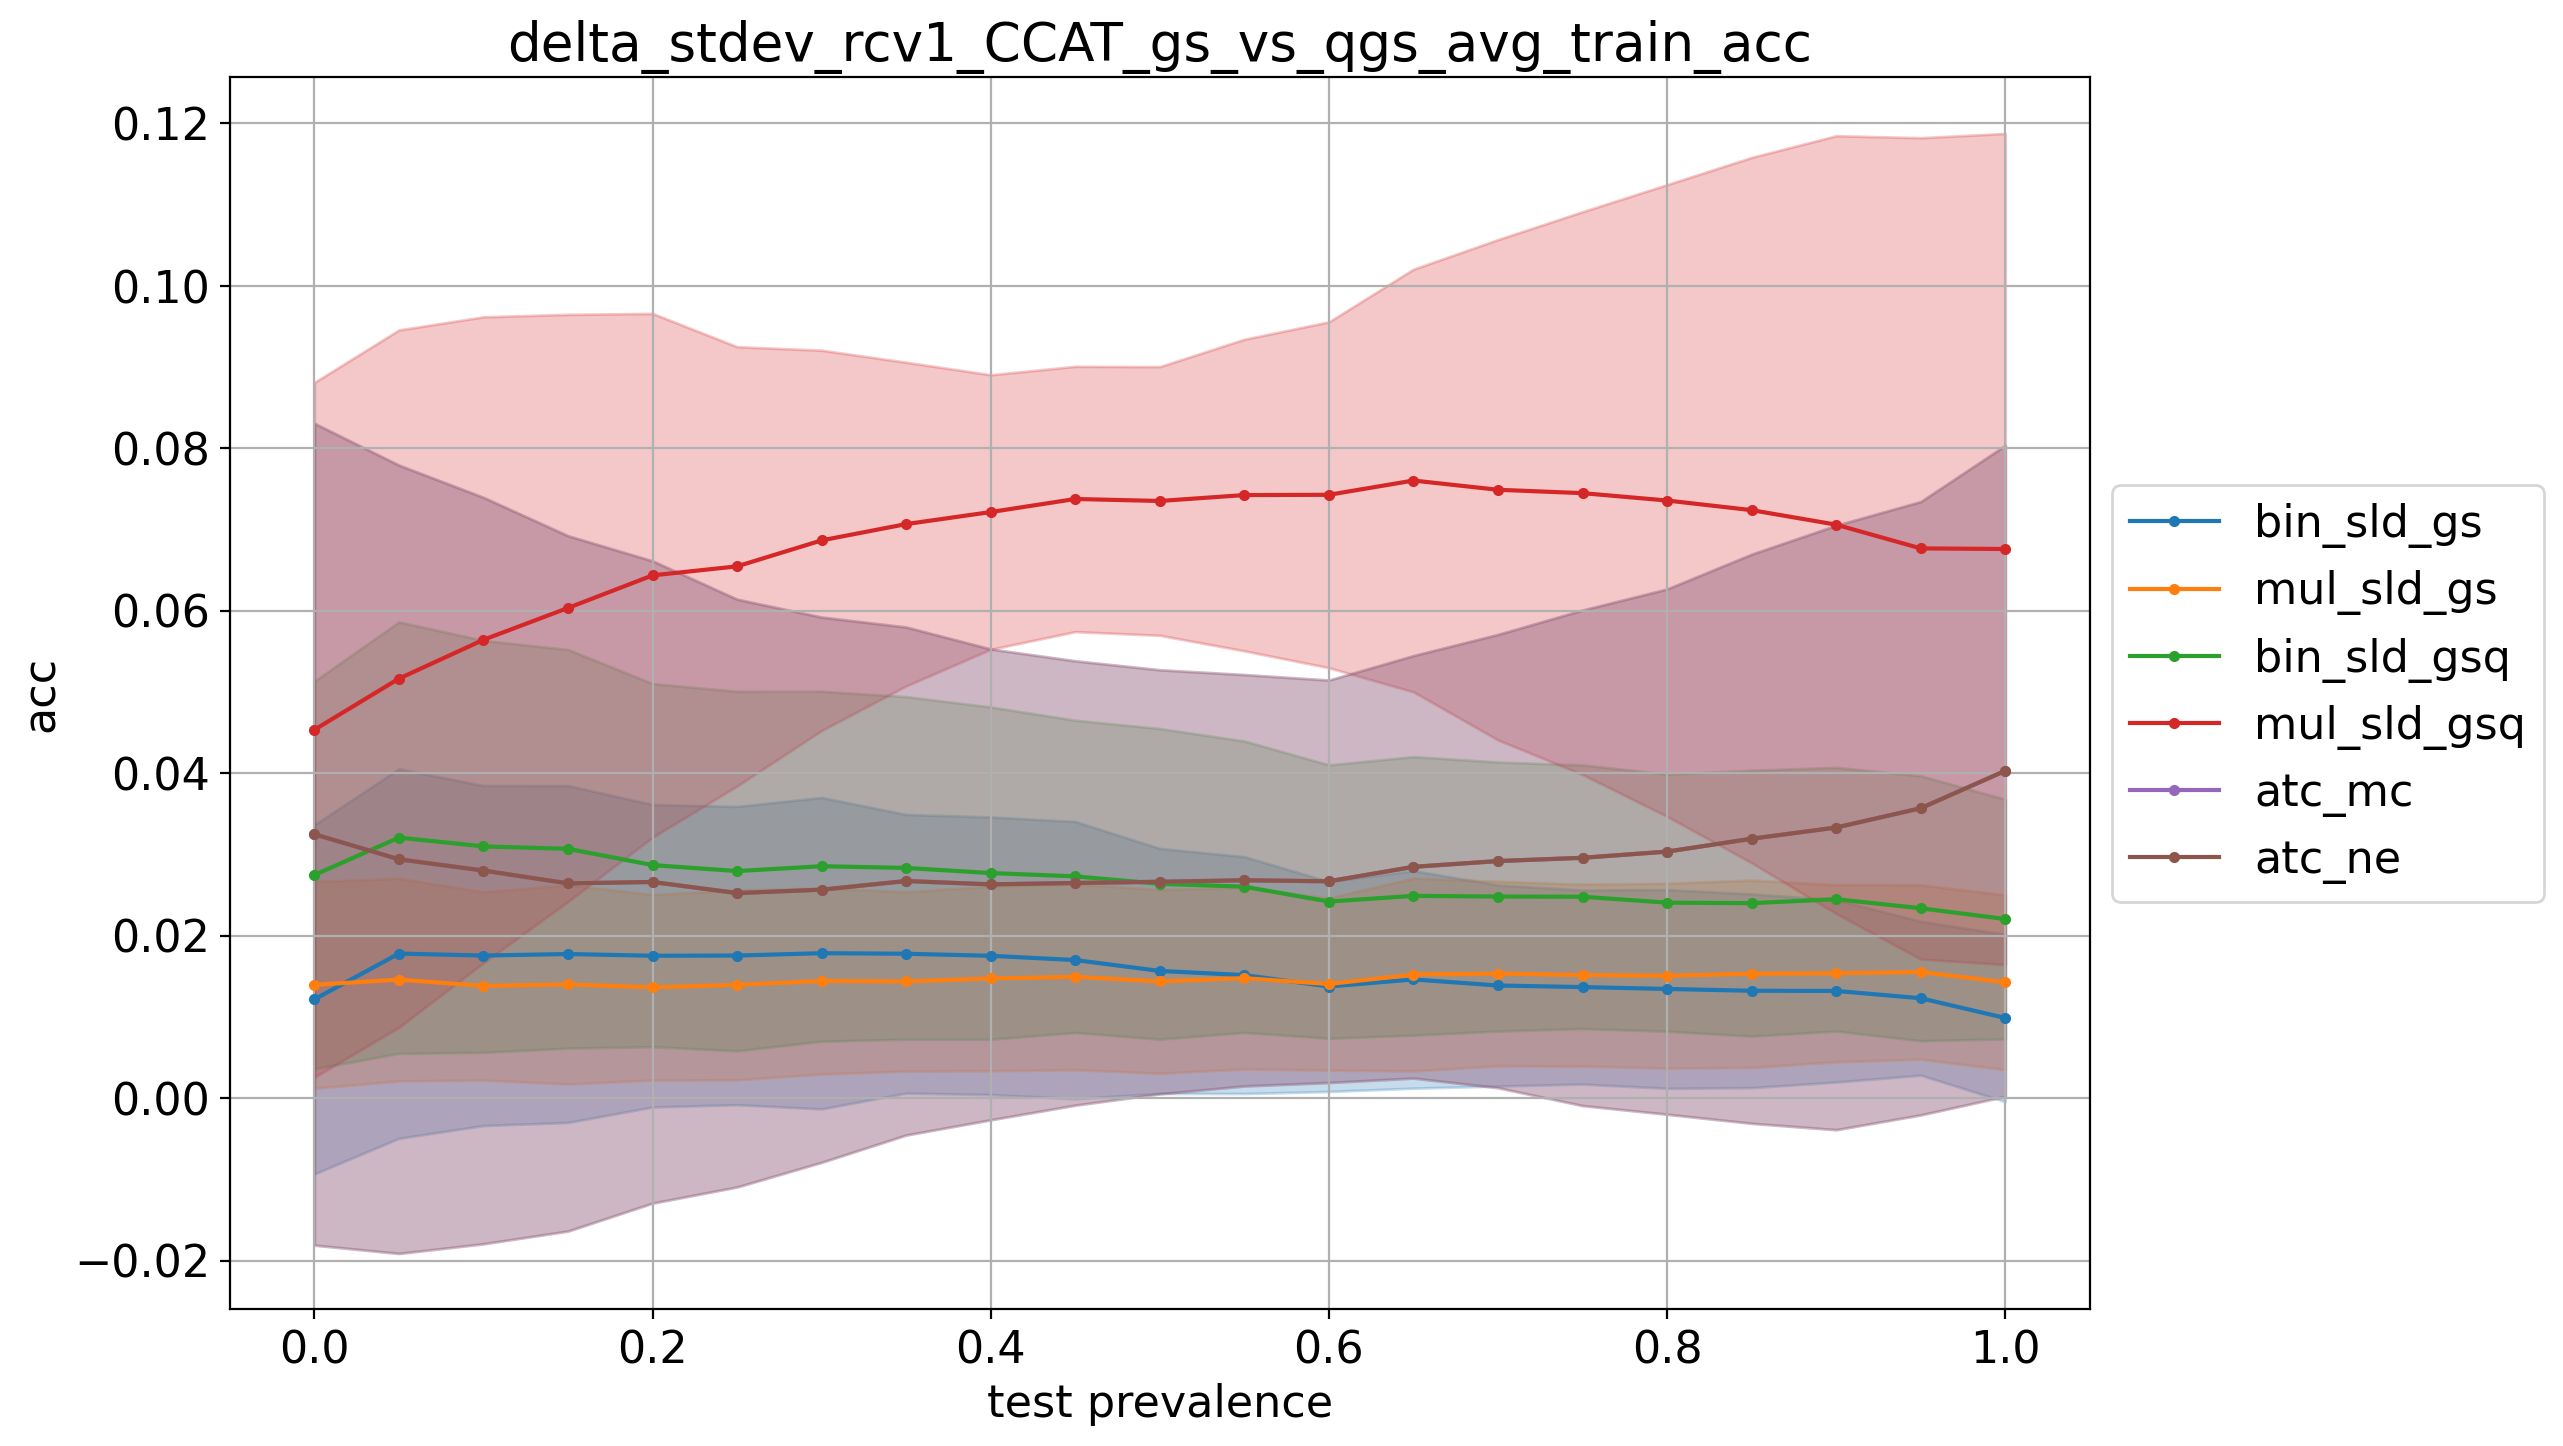 delta_stdev_rcv1_CCAT_gs_vs_qgs_avg_train_acc
0.12
0.10
0.08
0.06
0.04
0.02
0.00
−0.02
acc
0.0 0.2 0.4 0.6 0.8 1.0
test prevalence
bin_sld_gs
mul_sld_gs
bin_sld_gsq
mul_sld_gsq
atc_mc
atc_ne